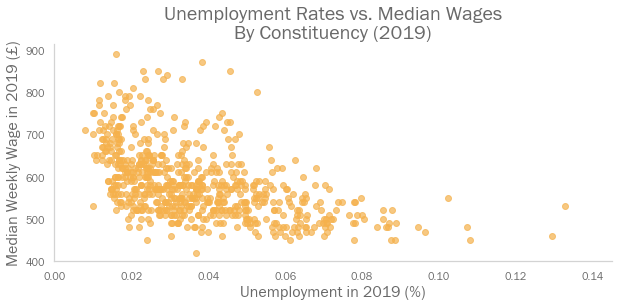 Unemployment Rates vs. Median Wages
By Constituency (2019)
Median Weekly Wage in 2019 (£)
900
800
700
600
500
400
0.00 0.02 0.04 0.06 0.08 0.10 0.12 0.14
Unemployment in 2019 (%)